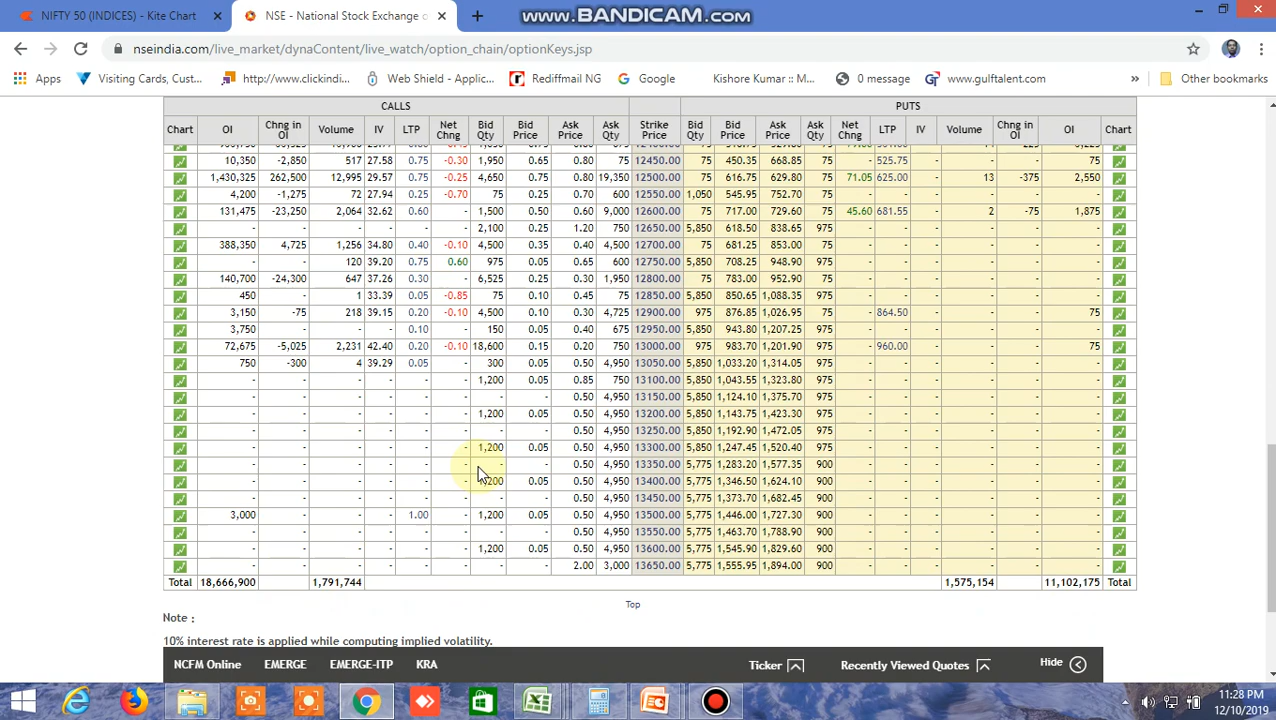 NIFTY 50 (INDICES) - Kite Chart × NSE - National Stock Exchange o × + www.BANDICAM.com
nseindia.com/live_market/dynaContent/live_watch/option_chain/optionKeys.jsp
Apps Visiting Cards, Cust... http://www.clickindi... Web Shield - Applic... Rediffmail NG Google Kishore Kumar :: M... 0 message www.gulftalent.com » Other bookmarks
CALLS PUTS
Chart OI Chng in OI Volume IV LTP Net Chng Bid Qty Bid Price Ask Price Ask Qty Strike Price Bid Qty Bid Price Ask Price Ask Qty Net Chng LTP IV Volume Chng in OI OI Chart
10,350 -2,850 517 27.58 0.75 -0.30 1,950 0.65 0.80 75 12450.00 75 450.35 668.85 75 - 525.75 - - - 75
1,430,325 262,500 12,995 29.57 0.75 -0.25 4,650 0.75 0.80 19,350 12500.00 75 616.75 629.80 75 71.05 625.00 - 13 -375 2,550
4,200 -1,275 72 27.94 0.25 -0.70 75 0.25 0.70 600 12550.00 1,050 545.95 752.70 75 - - - - - -
131,475 -23,250 2,064 32.62 0.60 - 1,500 0.50 0.60 9,000 12600.00 75 717.00 729.60 75 45.60 681.55 - 2 -75 1,875
- - - - - - 2,100 0.25 1.20 750 12650.00 5,850 618.50 838.65 975 - - - - - -
388,350 4,725 1,256 34.80 0.40 -0.10 4,500 0.35 0.40 4,500 12700.00 75 681.25 853.00 75 - - - - - -
- - 120 39.20 0.75 0.60 975 0.05 0.65 600 12750.00 5,850 708.25 948.90 75 - - - - - -
140,700 -24,300 647 37.26 0.30 - 6,525 0.25 0.30 1,950 12800.00 75 783.00 952.90 75 - - - - - -
450 - 1 33.39 0.05 -0.85 75 0.10 0.45 75 12850.00 5,850 850.65 1,088.35 975 - - - - - -
3,150 -75 218 39.15 0.20 -0.10 4,500 0.10 0.30 4,725 12900.00 975 876.85 1,026.95 75 - 864.50 - - - 75
3,750 - - - 0.10 - 150 0.05 0.40 675 12950.00 5,850 943.80 1,207.25 975 - - - - - -
72,675 -5,025 2,231 42.40 0.20 -0.10 18,600 0.15 0.20 750 13000.00 975 983.70 1,201.90 975 - 960.00 - - - 75
750 -300 4 39.29 0.05 - 300 0.05 0.50 4,950 13050.00 5,850 1,033.20 1,314.05 975 - - - - - -
- - - - - - 1,200 0.05 0.85 750 13100.00 5,850 1,043.55 1,323.80 975 - - - - - -
- - - - - - - - 0.50 4,950 13150.00 5,850 1,124.10 1,375.70 975 - - - - - -
- - - - - - 1,200 0.05 0.50 4,950 13200.00 5,850 1,143.75 1,423.30 975 - - - - - -
- - - - - - - - 0.50 4,950 13250.00 5,850 1,192.90 1,472.05 975 - - - - - -
- - - - - - 1,200 0.05 0.50 4,950 13300.00 5,850 1,247.45 1,520.40 975 - - - - - -
- - - - - - - - 0.50 4,950 13350.00 5,775 1,283.20 1,577.35 900 - - - - - -
- - - - - - 1,200 0.05 0.50 4,950 13400.00 5,775 1,346.50 1,624.10 900 - - - - - -
- - - - - - - - 0.50 4,950 13450.00 5,775 1,373.70 1,682.45 900 - - - - - -
3,000 - - - 1.00 - 1,200 0.05 0.50 4,950 13500.00 5,775 1,446.00 1,727.30 900 - - - - - -
- - - - - - - - 0.50 4,950 13550.00 5,775 1,463.70 1,788.90 900 - - - - - -
- - - - - - 1,200 0.05 0.50 4,950 13600.00 5,775 1,545.90 1,829.60 900 - - - - - -
- - - - - - - - 2.00 3,000 13650.00 5,775 1,555.95 1,894.00 900 - - - - - -
Total 18,666,900 1,791,744 1,575,154 11,102,175 Total
Top
Note :
10% interest rate is applied while computing implied volatility.
NCFM Online EMERGE EMERGE-ITP KRA Ticker Recently Viewed Quotes Hide
11:28 PM
12/10/2019